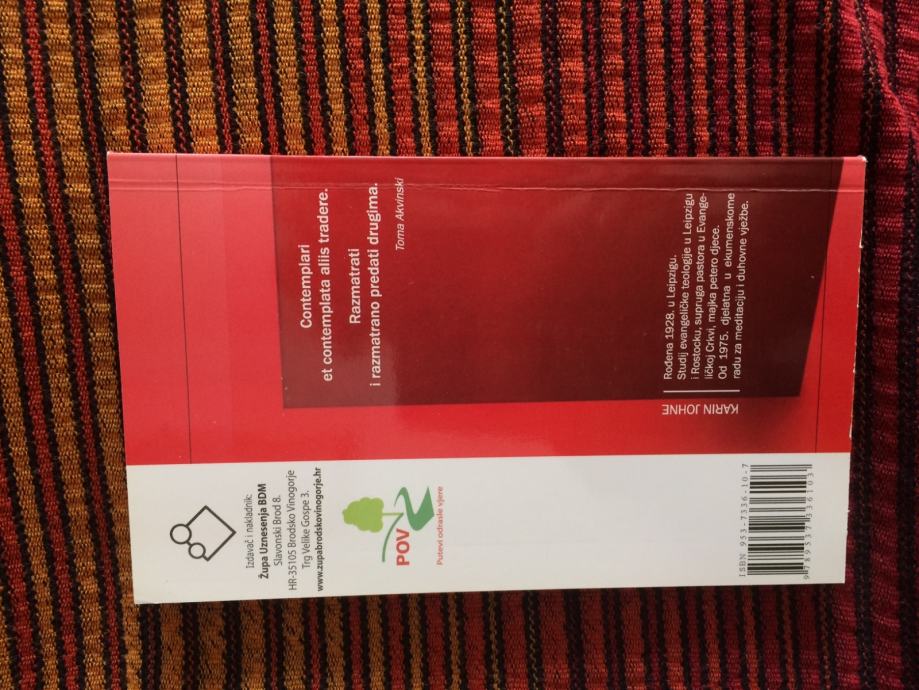 Contemplari
et contemplata aliis tradere.
Razmatrati
i razmatrano predati drugima.
Toma Akvinski
KARIN JOHNE
Rođena 1928. u Leipzigu.
Studij evangeličke teologije u Leipzigu
i Rostocku, supruga pastora u Evange-
ličkoj Crkvi, majka petero djece.
Od 1975. djelatna u ekumenskome
radu za meditaciju i duhovne vježbe.
Izdavač i nakladnik:
Župa Uznesenja BDM
Slavonski Brod 8.
HR-35105 Brodsko Vinogorje
Trg Velike Gospe 3.
www.zupabrodskovinogorje.hr
POV
Putevi odrasle vjere
ISBN 953-7336-10-7
9 789537 336103